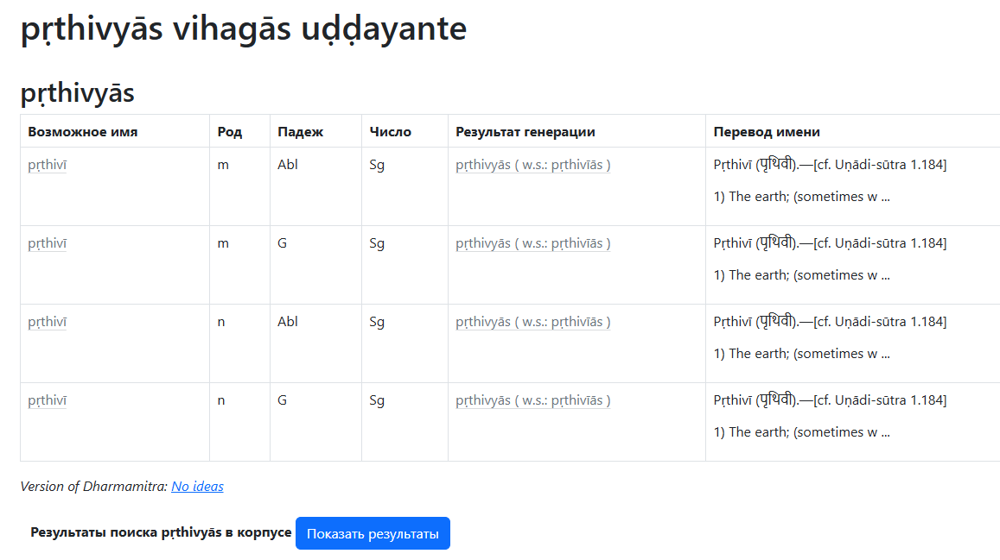 pṛthivyās vihagās uḍḍayante
pṛthivyās
Возможное имя Род Падеж Число Результат генерации Перевод имени
pṛthivī m Abl Sg pṛthivyās ( w.s.: pṛthivīās ) Pṛthivī (पृथिवी).—[cf. Uṇādi-sūtra 1.184]
1) The earth; (sometimes w ...
pṛthivī m G Sg pṛthivyās ( w.s.: pṛthivīās ) Pṛthivī (पृथिवी).—[cf. Uṇādi-sūtra 1.184]
1) The earth; (sometimes w ...
pṛthivī n Abl Sg pṛthivyās ( w.s.: pṛthivīās ) Pṛthivī (पृथिवी).—[cf. Uṇādi-sūtra 1.184]
1) The earth; (sometimes w ...
pṛthivī n G Sg pṛthivyās ( w.s.: pṛthivīās ) Pṛthivī (पृथिवी).—[cf. Uṇādi-sūtra 1.184]
1) The earth; (sometimes w ...
Version of Dharmamitra: No ideas
Результаты поиска pṛthivyās в корпусе Показать результаты